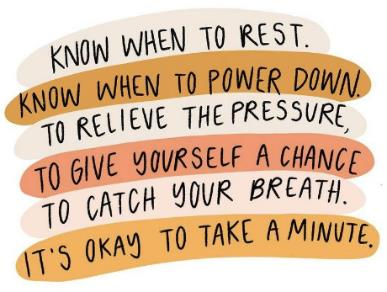 KNOW WHEN TO REST.
KNOW WHEN TO POWER DOWN.
TO RELIEVE THE PRESSURE,
TO GIVE YOURSELF A CHANCE
TO CATCH YOUR BREATH.
IT'S OKAY TO TAKE A MINUTE.